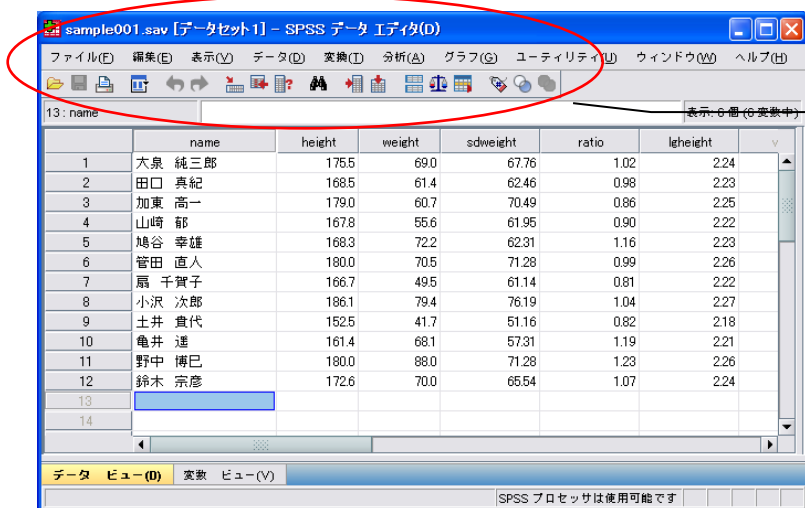 sample001.sav [データセット1] - SPSS データ エディタ(D)
ファイル(F) 編集(E) 表示(V) データ(D) 変換(T) 分析(A) グラフ(G) ユーティリティ(U) ウィンドウ(W) ヘルプ(H)
13 : name 表示: 6 個 (6 変数中)
name height weight sdweight ratio lgheight v
1 大泉 純三郎 175.5 69.0 67.76 1.02 2.24
2 田口 真紀 168.5 61.4 62.46 0.98 2.23
3 加東 高一 179.0 60.7 70.49 0.86 2.25
4 山崎 郁 167.8 55.6 61.95 0.90 2.22
5 鳩谷 幸雄 168.3 72.2 62.31 1.16 2.23
6 管田 直人 180.0 70.5 71.28 0.99 2.26
7 扇 千賀子 166.7 49.5 61.14 0.81 2.22
8 小沢 次郎 186.1 79.4 76.19 1.04 2.27
9 土井 貴代 152.5 41.7 51.16 0.82 2.18
10 亀井 遥 161.4 68.1 57.31 1.19 2.21
11 野中 博巳 180.0 88.0 71.28 1.23 2.26
12 鈴木 宗彦 172.6 70.0 65.54 1.07 2.24
13
14
データ ビュー(D) 変数 ビュー(V)
SPSS プロセッサは使用可能です